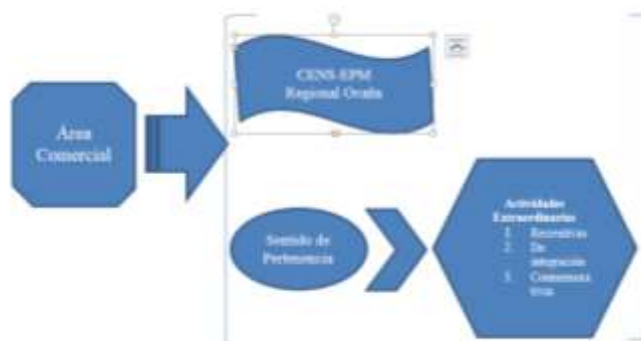 Área
Comercial
CENS-EPM
Regional Ocaña
Sentido de
Pertenencia
Actividades
Extraordinarias
1. Recreativas
2. De
integración
3. Conmemora
tivas